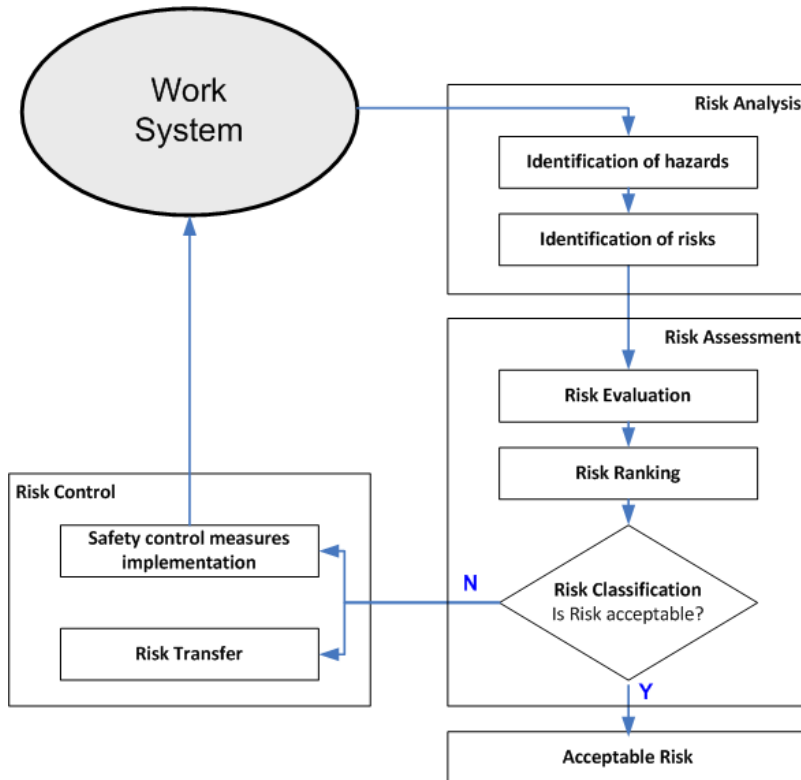 Work
System
Risk Analysis
Identification of hazards
Identification of risks
Risk Assessment
Risk Evaluation
Risk Ranking
Risk Classification
Is Risk acceptable?
N
Y
Risk Control
Safety control measures
implementation
Risk Transfer
Acceptable Risk